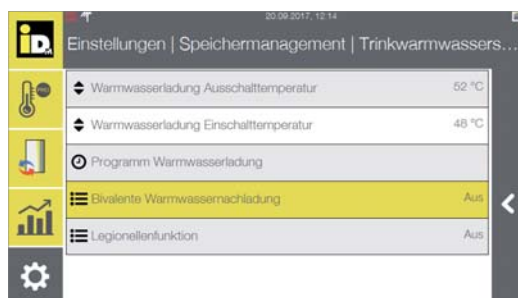 20.09.2017, 12:14
iD
Einstellungen | Speichermanagement | Trinkwarmwassers...
Warmwasserladung Ausschalttemperatur 52 °C
Warmwasserladung Einschalttemperatur 48 °C
Programm Warmwasserladung
Bivalente Warmwassernachladung Aus
Legionellenfunktion Aus